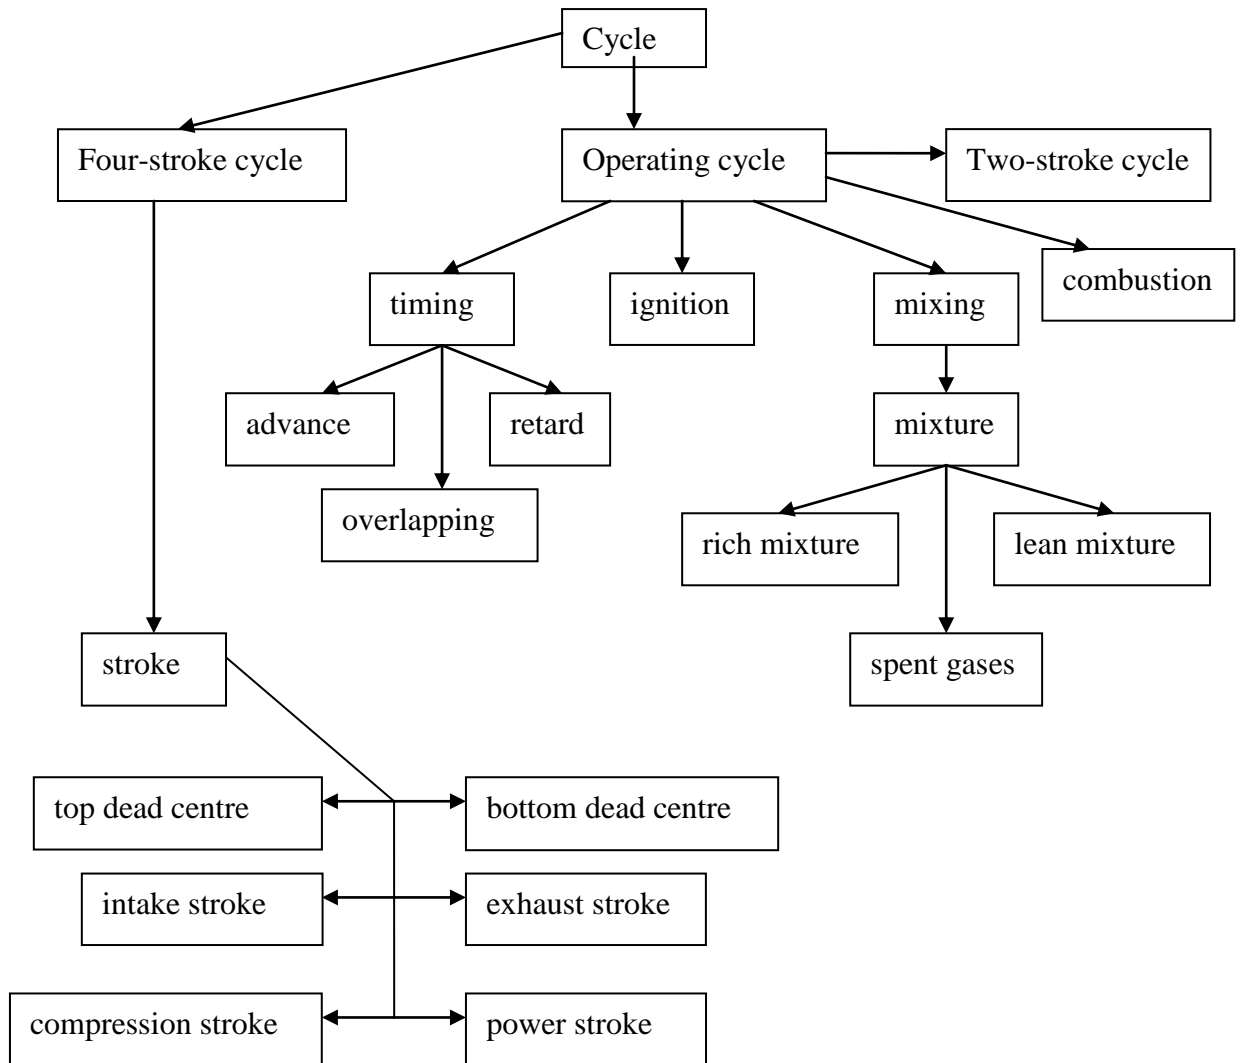 Cycle
Four-stroke cycle
Operating cycle
Two-stroke cycle
combustion
timing
ignition
mixing
advance
retard
mixture
overlapping
rich mixture
lean mixture
stroke
spent gases
top dead centre
bottom dead centre
intake stroke
exhaust stroke
compression stroke
power stroke